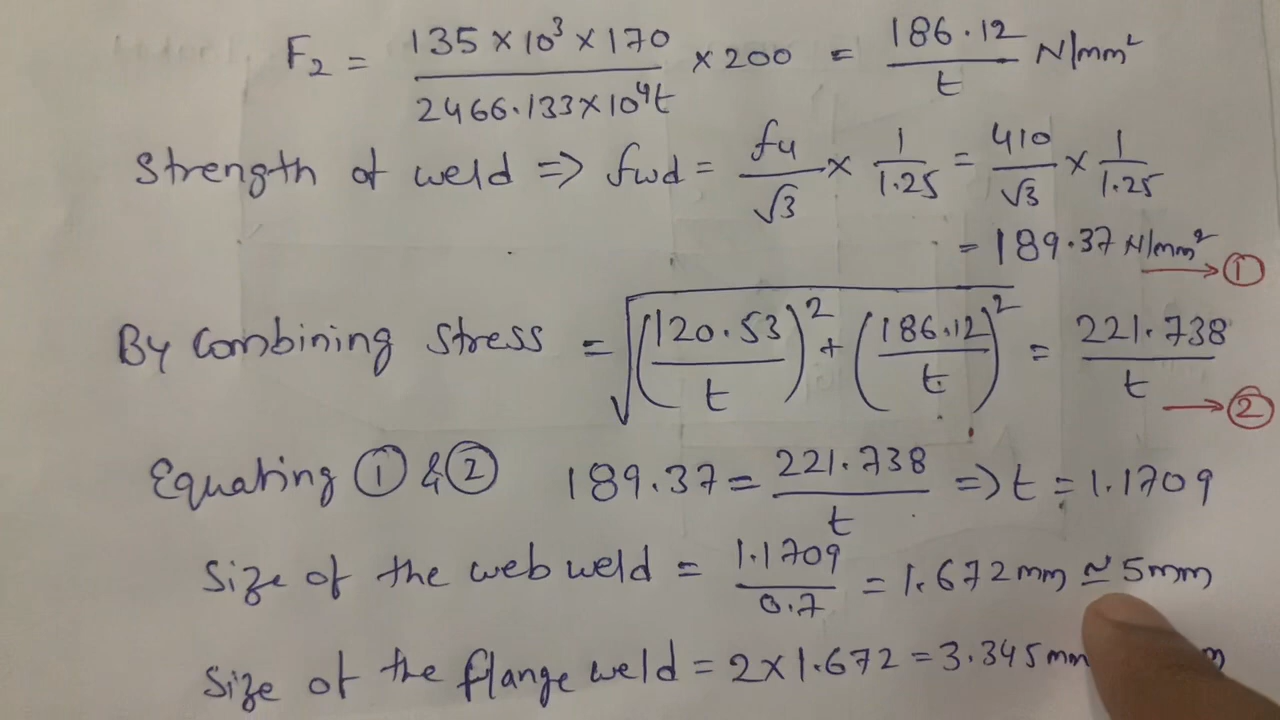 F₂ = 135 × 10³ × 170 / 2466.133 × 10⁴t × 200 = 186.12 / t N/mm²
Strength of weld => fwd = fu / √3 × 1 / 1.25 = 410 / √3 × 1 / 1.25
= 189.37 N/mm² → ①
By Combining stress = √((120.53 / t)² + (186.12 / t)²) = 221.738 / t → ②
Equating ① & ② 189.37 = 221.738 / t => t = 1.1709
Size of the web weld = 1.1709 / 0.7 = 1.672 mm ≃ 5mm
Size of the flange weld = 2 × 1.672 = 3.345 mm